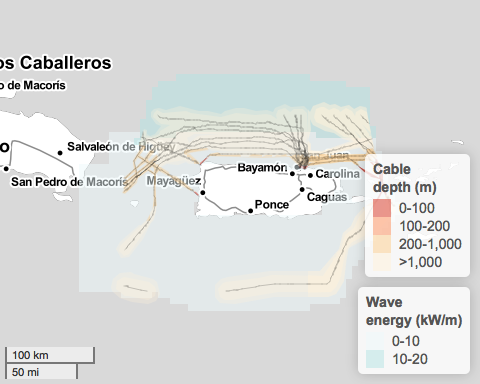 os Caballeros
o de Macorís
Salvaleón de Higüey
o
San Pedro de Macorís
Mayagüez
Bayamón
San Juan
Carolina
Caguas
Ponce
Cable
depth (m)
0-100
100-200
200-1,000
>1,000
Wave
energy (kW/m)
0-10
10-20
100 km
50 mi